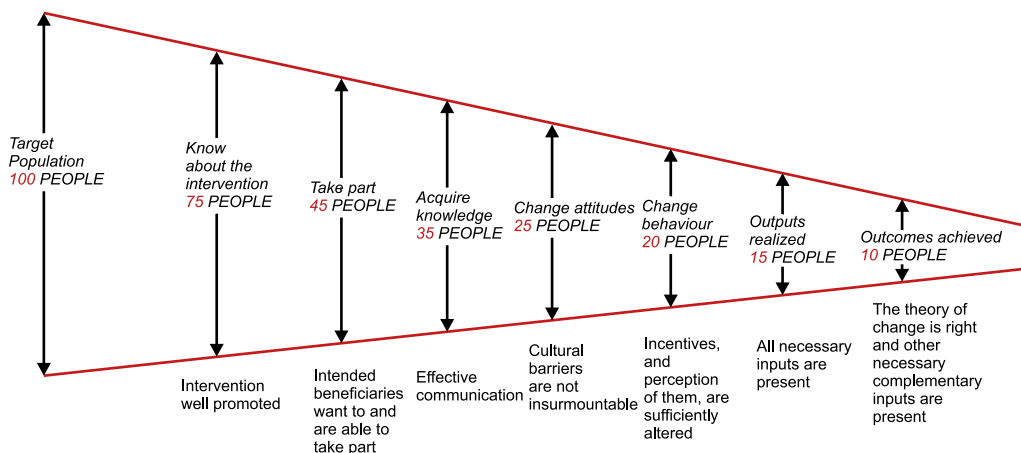 Target
Population
100 PEOPLE
Know
about the
intervention
75 PEOPLE
Take part
45 PEOPLE
Acquire
knowledge
35 PEOPLE
Change attitudes
25 PEOPLE
Change
behaviour
20 PEOPLE
Outputs
realized
15 PEOPLE
Outcomes achieved
10 PEOPLE
Intervention
well promoted
Intended
beneficiaries
want to and
are able to
take part
Effective
communication
Cultural
barriers
are not
insurmountable
Incentives,
and
perception
of them, are
sufficiently
altered
All necessary
inputs are
present
The theory of
change is right
and other
necessary
complementary
inputs are
present